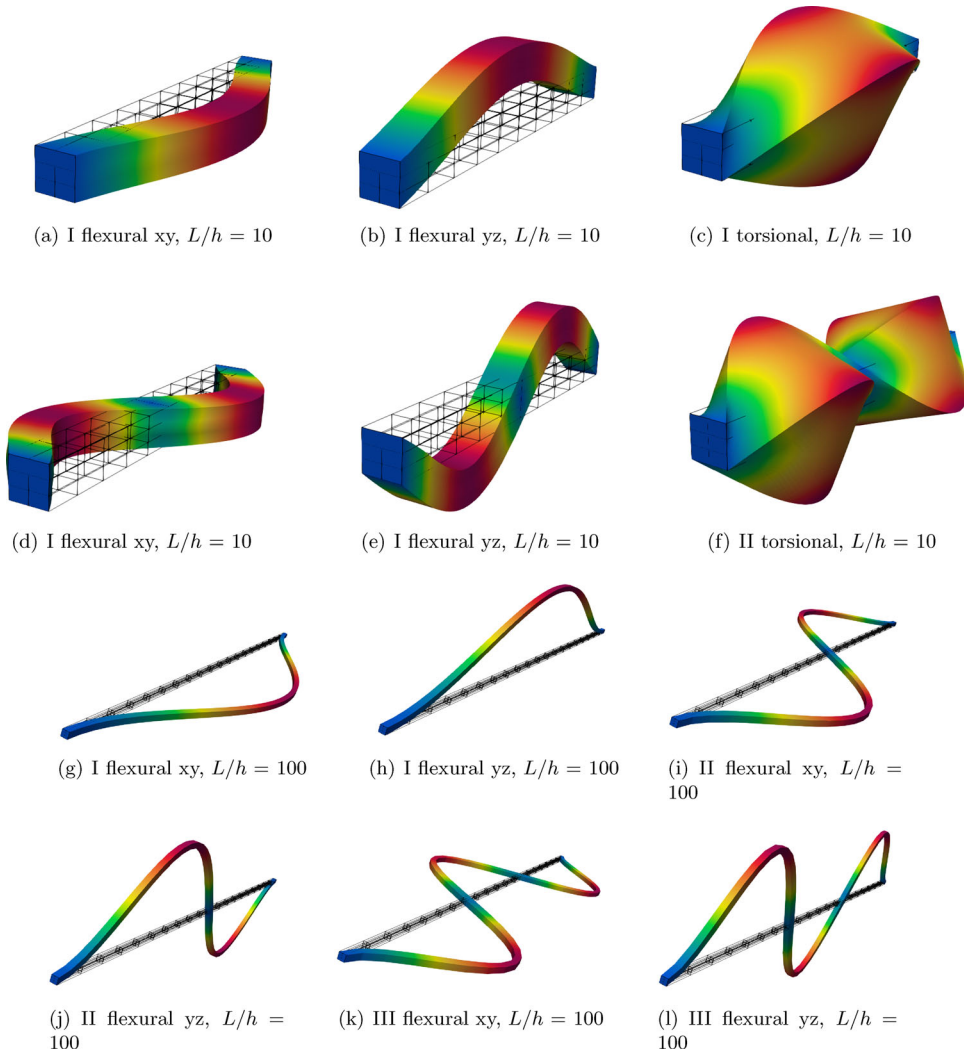 (a) I flexural xy, L/h = 10
(b) I flexural yz, L/h = 10
(c) I torsional, L/h = 10
(d) I flexural xy, L/h = 10
(e) I flexural yz, L/h = 10
(f) II torsional, L/h = 10
(g) I flexural xy, L/h = 100
(h) I flexural yz, L/h = 100
(i) II flexural xy, L/h =
100
(j) II flexural yz, L/h =
100
(k) III flexural xy, L/h = 100
(l) III flexural yz, L/h =
100